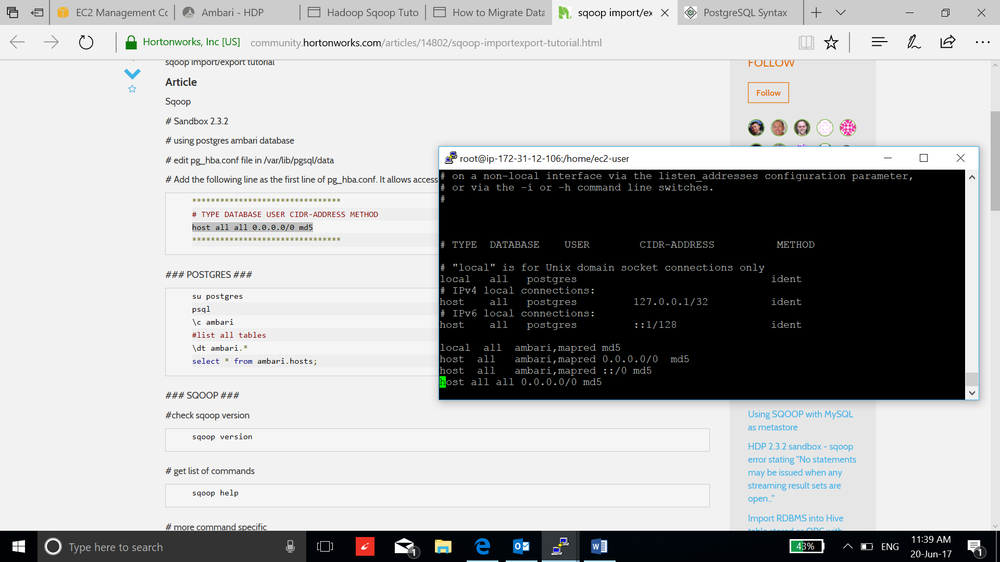 EC2 Management Co
Ambari - HDP
Hadoop Sqoop Tuto
How to Migrate Data
sqoop import/ex
PostgreSQL Syntax
Hortonworks, Inc [US]
community.hortonworks.com/articles/14802/sqoop-importexport-tutorial.html
sqoop import/export tutorial
Article
Sqoop
# Sandbox 2.3.2
# using postgres ambari database
# edit pg_hba.conf file in /var/lib/pgsql/data
# Add the following line as the first line of pg_hba.conf. It allows access
********************************
# TYPE DATABASE USER CIDR-ADDRESS METHOD
host all all 0.0.0.0/0 md5
********************************
### POSTGRES ###
su postgres
psql
\c ambari
#list all tables
\dt ambari.*
select * from ambari.hosts;
### SQOOP ###
#check sqoop version
sqoop version
# get list of commands
sqoop help
# more command specific
FOLLOW
Follow
root@ip-172-31-12-106:/home/ec2-user
# on a non-local interface via the listen_addresses configuration parameter,
# or via the -i or -h command line switches.
#
# TYPE DATABASE USER CIDR-ADDRESS METHOD
# "local" is for Unix domain socket connections only
local all postgres ident
# IPv4 local connections:
host all postgres 127.0.0.1/32 ident
# IPv6 local connections:
host all postgres ::1/128 ident
local all ambari,mapred md5
host all ambari,mapred 0.0.0.0/0 md5
host all ambari,mapred ::/0 md5
host all all 0.0.0.0/0 md5
Using SQOOP with MySQL
as metastore
HDP 2.3.2 sandbox - sqoop
error stating "No statements
may be issued when any
streaming result sets are
open.."
Import RDBMS into Hive
table stored as ORC with
Type here to search
1
43%
ENG
11:39 AM
20-Jun-17
1